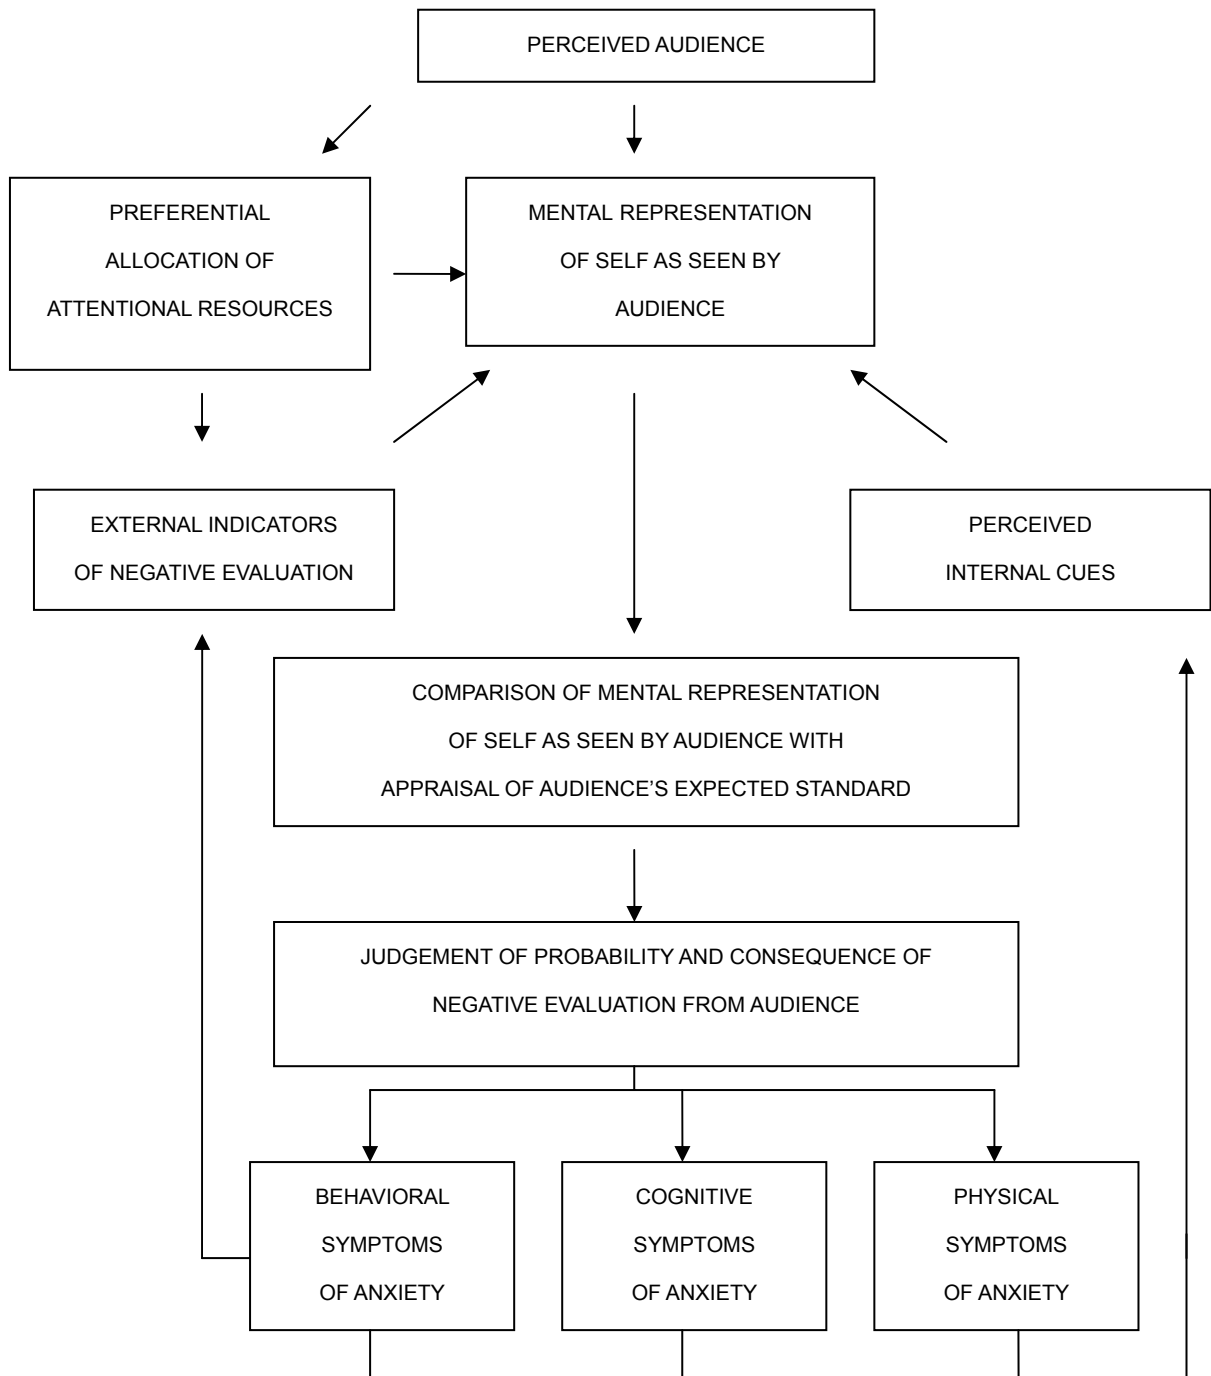 PERCEIVED AUDIENCE
PREFERENTIAL
ALLOCATION OF
ATTENTIONAL RESOURCES
MENTAL REPRESENTATION
OF SELF AS SEEN BY
AUDIENCE
EXTERNAL INDICATORS
OF NEGATIVE EVALUATION
PERCEIVED
INTERNAL CUES
COMPARISON OF MENTAL REPRESENTATION
OF SELF AS SEEN BY AUDIENCE WITH
APPRAISAL OF AUDIENCE’S EXPECTED STANDARD
JUDGEMENT OF PROBABILITY AND CONSEQUENCE OF
NEGATIVE EVALUATION FROM AUDIENCE
BEHAVIORAL
SYMPTOMS
OF ANXIETY
COGNITIVE
SYMPTOMS
OF ANXIETY
PHYSICAL
SYMPTOMS
OF ANXIETY